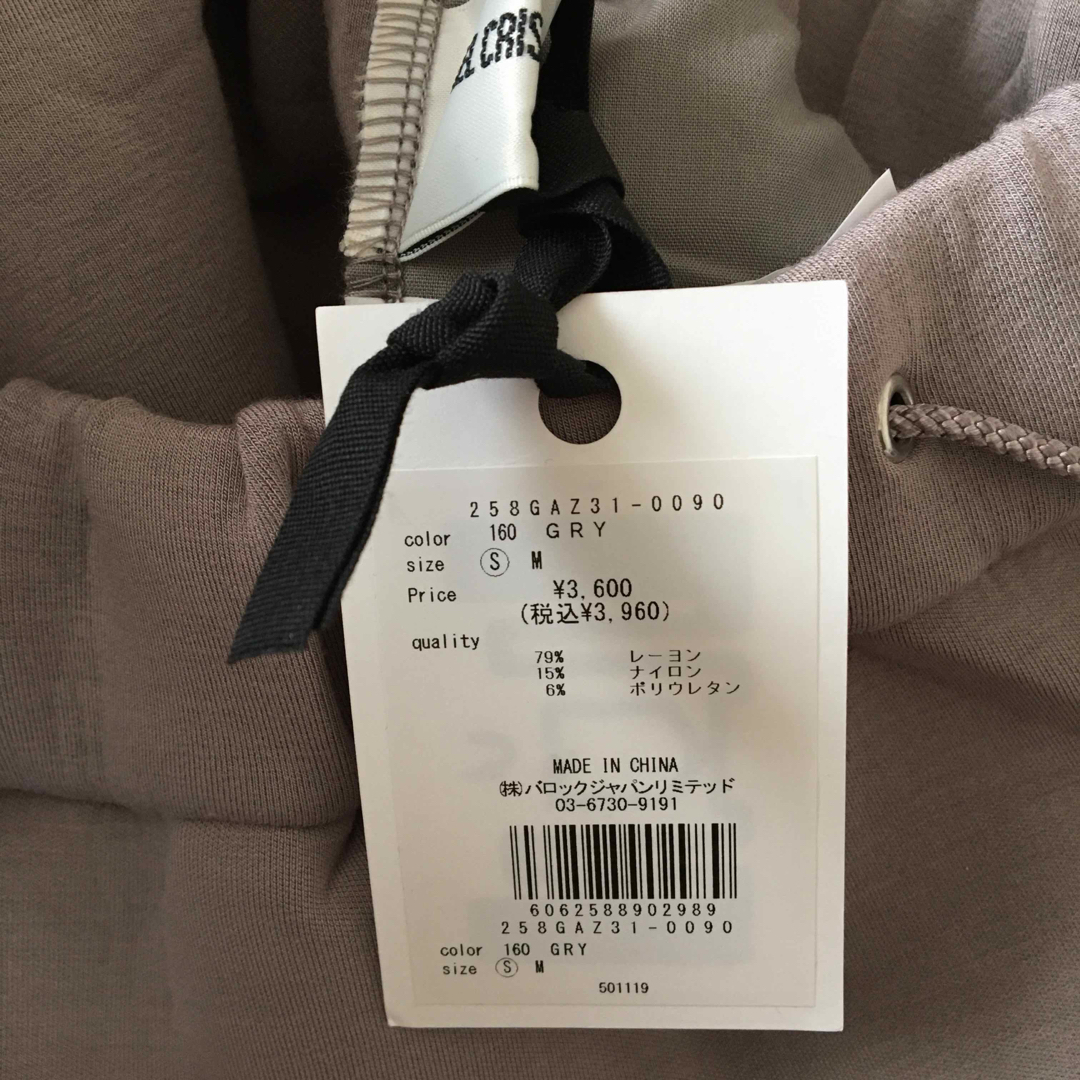 CRIS
258GAZ31-0090
color 160 GRY
size Ⓢ M
Price ¥3,600
(税込¥3,960)
quality
79% レーヨン
15% ナイロン
6% ポリウレタン
MADE IN CHINA
㈱バロックジャパンリミテッド
03-6730-9191
6062588902989
258GAZ31-0090
color 160 GRY
size Ⓢ M
501119